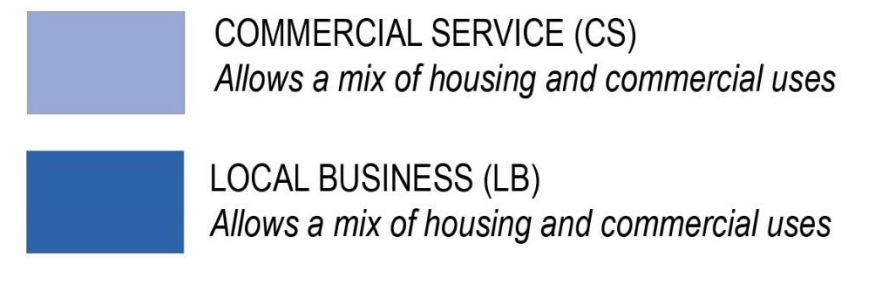 COMMERCIAL SERVICE (CS)
Allows a mix of housing and commercial uses
LOCAL BUSINESS (LB)
Allows a mix of housing and commercial uses